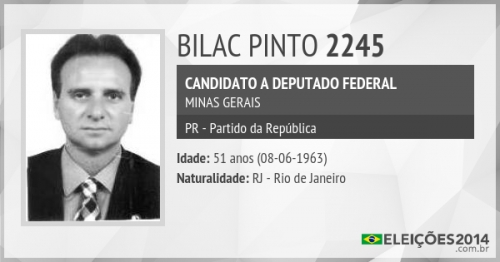 BILAC PINTO 2245
CANDIDATO A DEPUTADO FEDERAL
MINAS GERAIS
PR - Partido da República
Idade: 51 anos (08-06-1963)
Naturalidade: RJ - Rio de Janeiro
ELEIÇÕES2014
.com.br